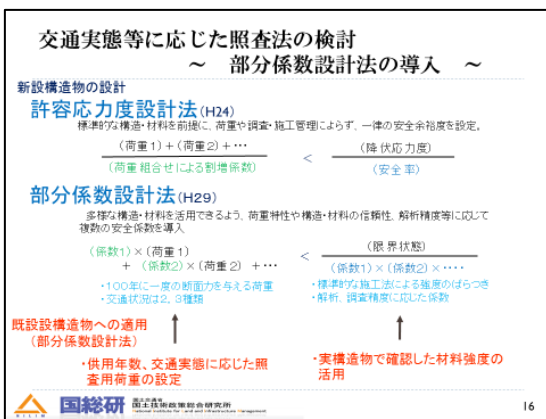 交通実態等に応じた照査法の検討
～ 部分係数設計法の導入 ～
新設構造物の設計
許容応力度設計法(H24)
標準的な構造・材料を前提に、荷重や調査・施工管理によらず、一律の安全余裕度を設定。
(荷重1)+(荷重2)+…
(荷重組合せによる割増係数)
<
(降伏応力度)
(安全率)
部分係数設計法(H29)
多様な構造・材料を活用できるよう、荷重特性や構造・材料の信頼性、解析精度等に応じて
複数の安全係数を導入
(係数1)×(荷重1)
+ (係数2)×(荷重2) +…
<
(限界状態)
(係数1)×(係数2)×‥‥
・100年に一度の断面力を与える荷重
・交通状況は2, 3種類
・標準的な施工法による強度のばらつき
・解析、調査精度に応じた係数
既設設構造物への適用
(部分係数設計法)
・供用年数、交通実態に応じた照
査用荷重の設定
・実構造物で確認した材料強度の
活用
NILIM
国総研
国土交通省
国土技術政策総合研究所
National Institute for Land and Infrastructure Management
16